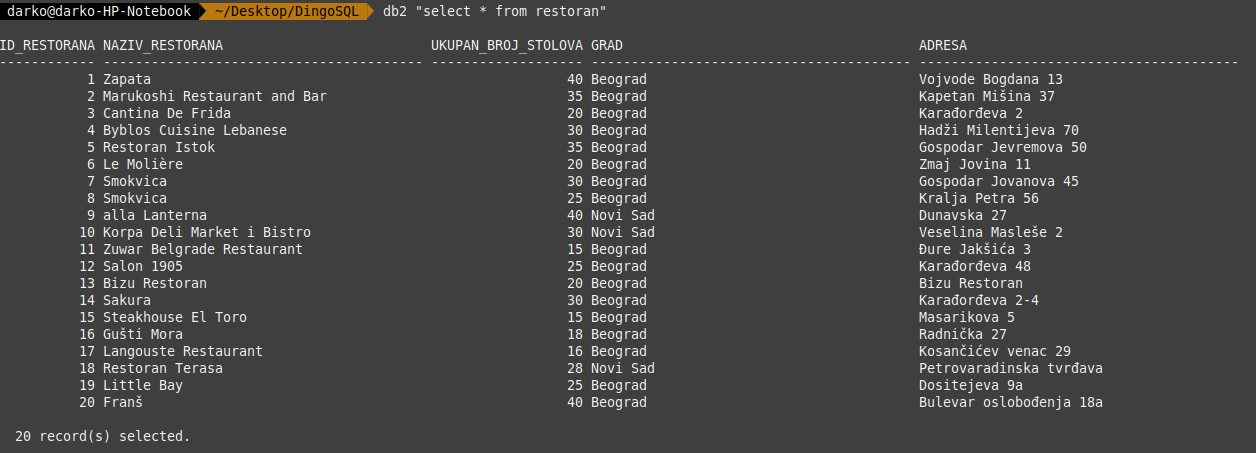 darko@darko-HP-Notebook ~/Desktop/DingoSQL db2 "select * from restoran"
ID_RESTORANA NAZIV_RESTORANA UKUPAN_BROJ_STOLOVA GRAD ADRESA
------------ ---------------------------------------- ------------------- ---------------------------------------- ----------------------------------------
1 Zapata 40 Beograd Vojvode Bogdana 13
2 Marukoshi Restaurant and Bar 35 Beograd Kapetan Mišina 37
3 Cantina De Frida 20 Beograd Karađorđeva 2
4 Byblos Cuisine Lebanese 30 Beograd Hadži Milentijeva 70
5 Restoran Istok 35 Beograd Gospodar Jevremova 50
6 Le Molière 20 Beograd Zmaj Jovina 11
7 Smokvica 30 Beograd Gospodar Jovanova 45
8 Smokvica 25 Beograd Kralja Petra 56
9 alla Lanterna 40 Novi Sad Dunavska 27
10 Korpa Deli Market i Bistro 30 Novi Sad Veselina Masleše 2
11 Zuwar Belgrade Restaurant 15 Beograd Đure Jakšića 3
12 Salon 1905 25 Beograd Karađorđeva 48
13 Bizu Restoran 20 Beograd Bizu Restoran
14 Sakura 30 Beograd Karađorđeva 2-4
15 Steakhouse El Toro 15 Beograd Masarikova 5
16 Gušti Mora 18 Beograd Radnička 27
17 Langouste Restaurant 16 Beograd Kosančićev venac 29
18 Restoran Terasa 28 Novi Sad Petrovaradinska tvrđava
19 Little Bay 25 Beograd Dositejeva 9a
20 Franš 40 Beograd Bulevar oslobođenja 18a
20 record(s) selected.